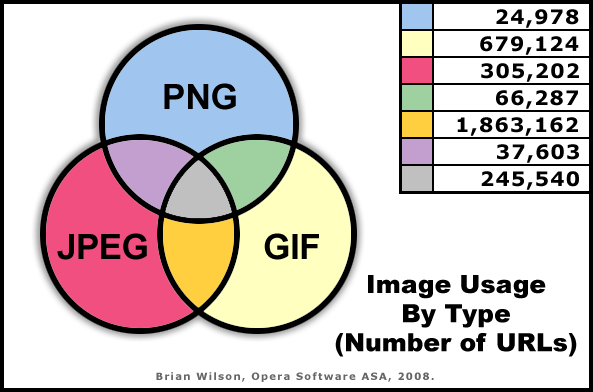 PNG
JPEG
GIF
24,978
679,124
305,202
66,287
1,863,162
37,603
245,540
Image Usage
By Type
(Number of URLs)
Brian Wilson, Opera Software ASA, 2008.